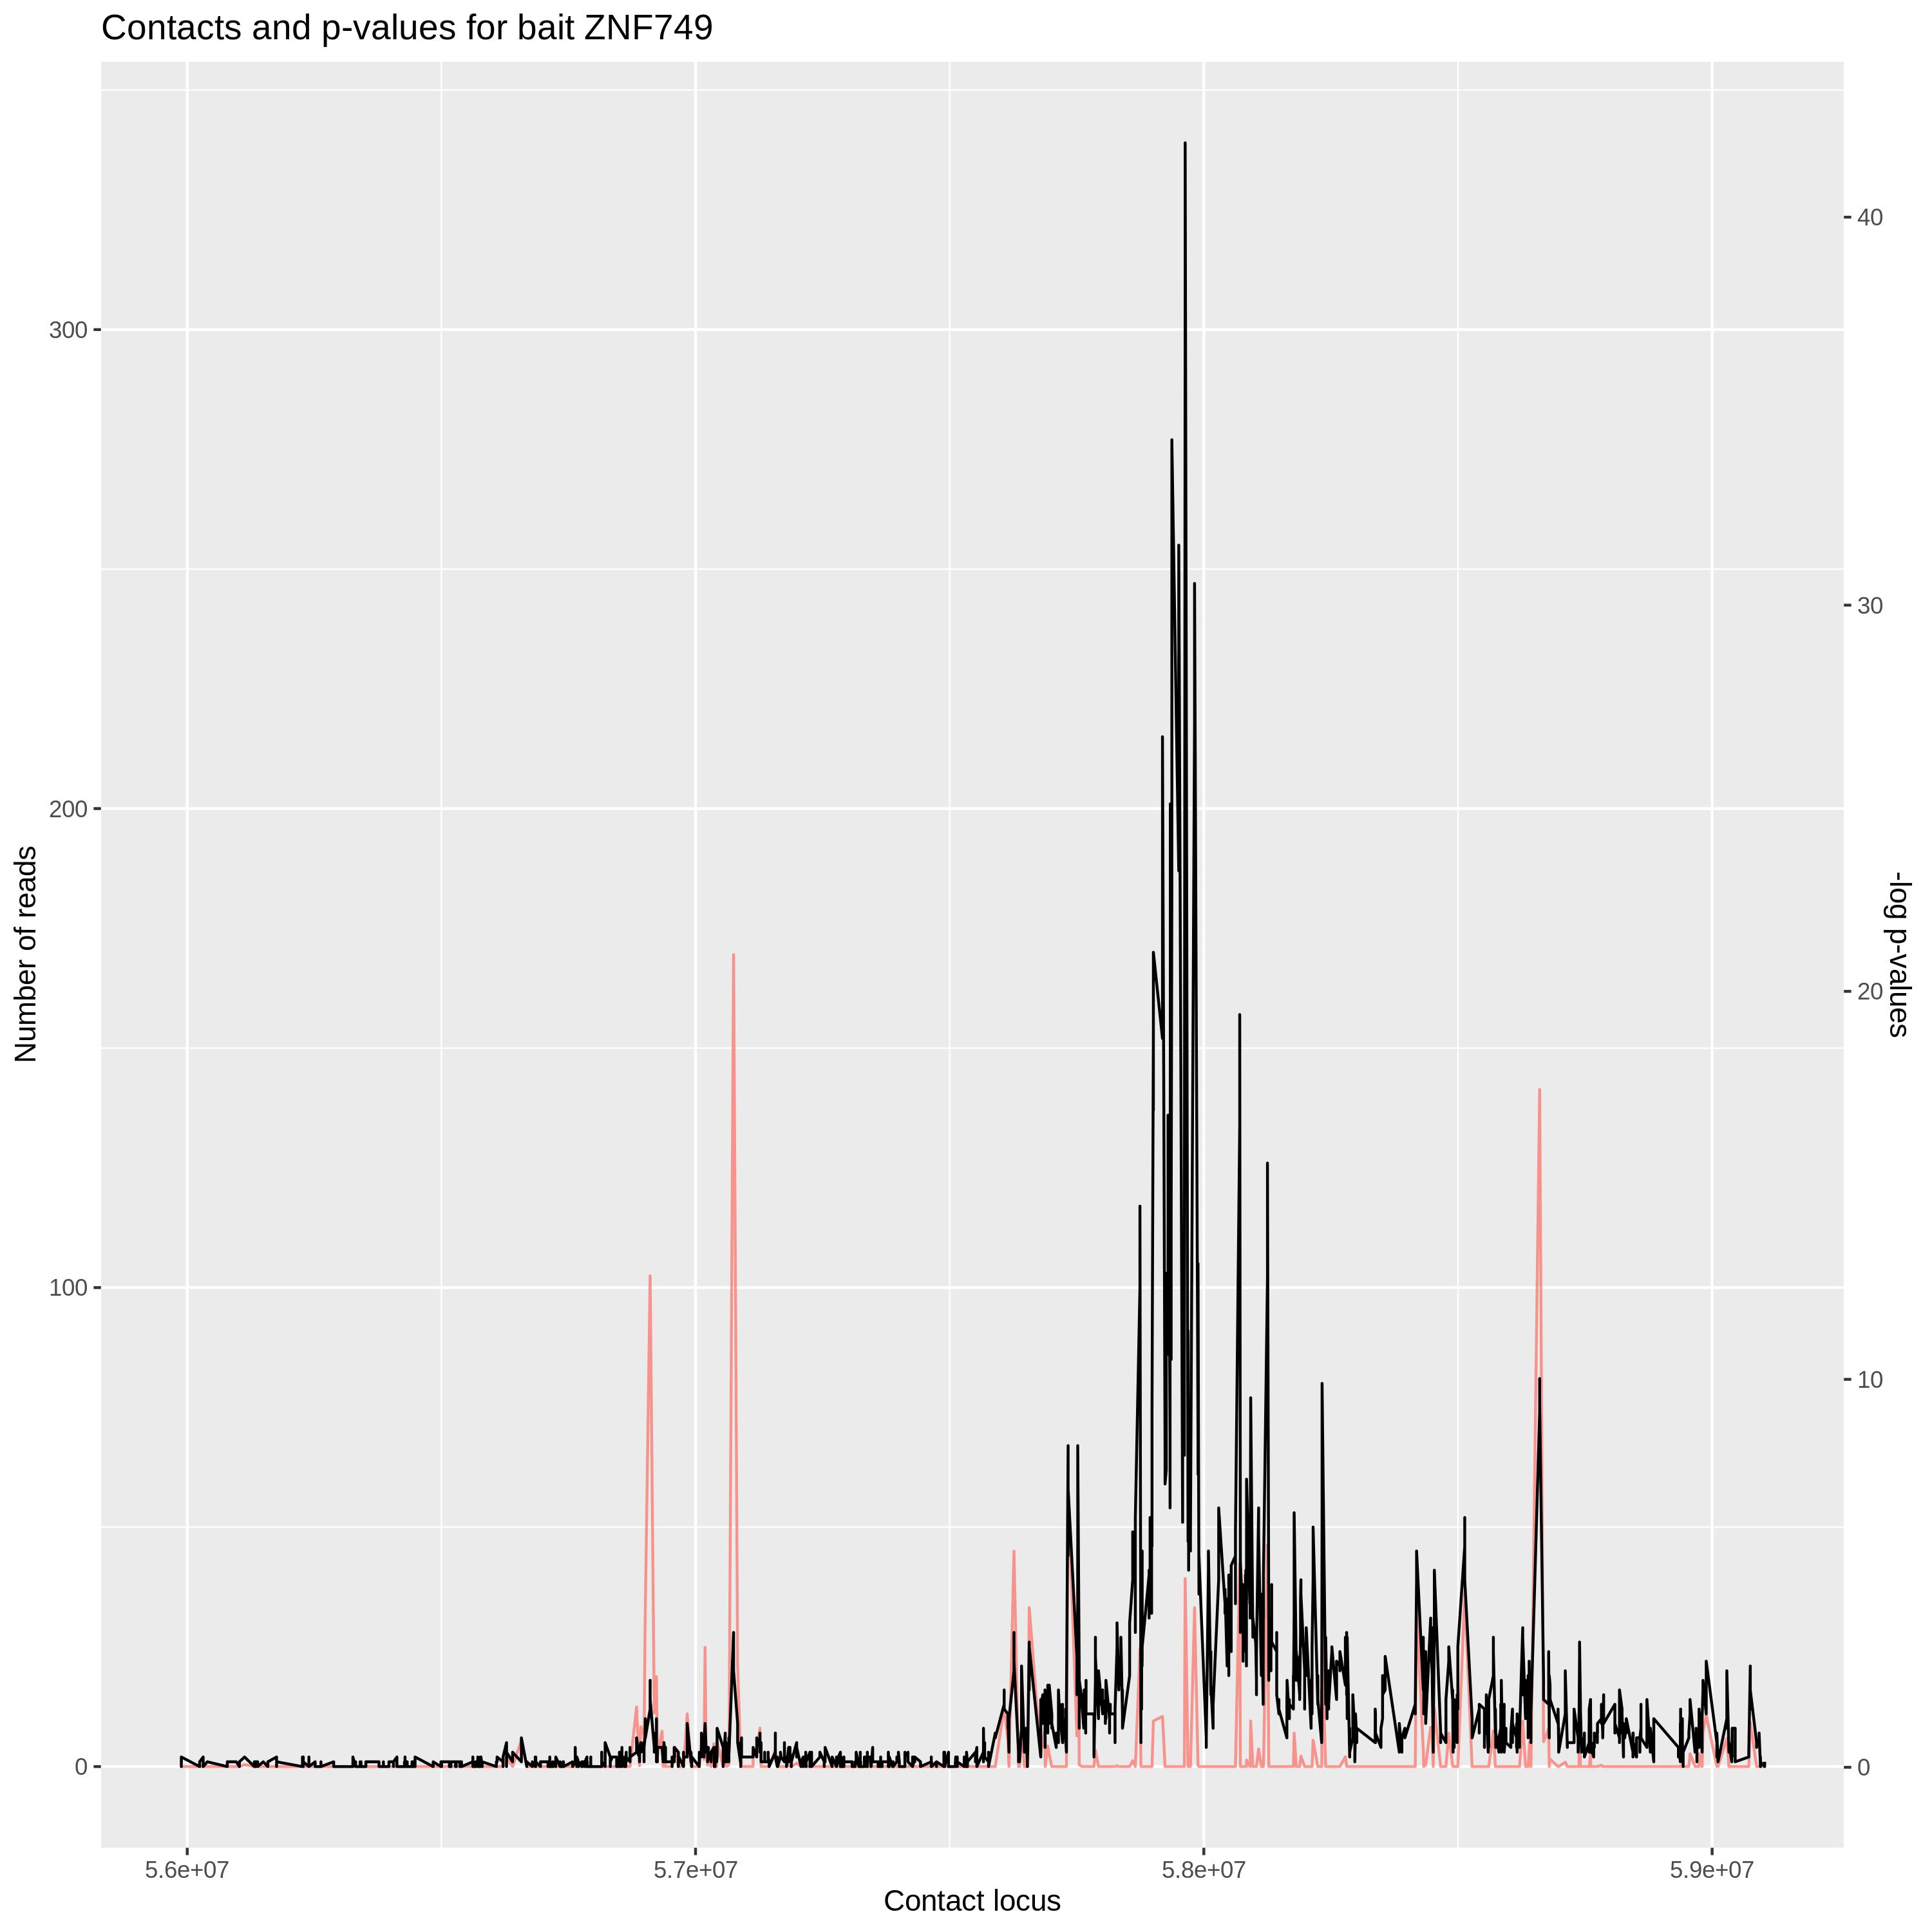 Contacts and p-values for bait ZNF749
Number of reads
300
200
100
0
40
30
20
10
0
-log p-values
5.6e+07
5.7e+07
5.8e+07
5.9e+07
Contact locus